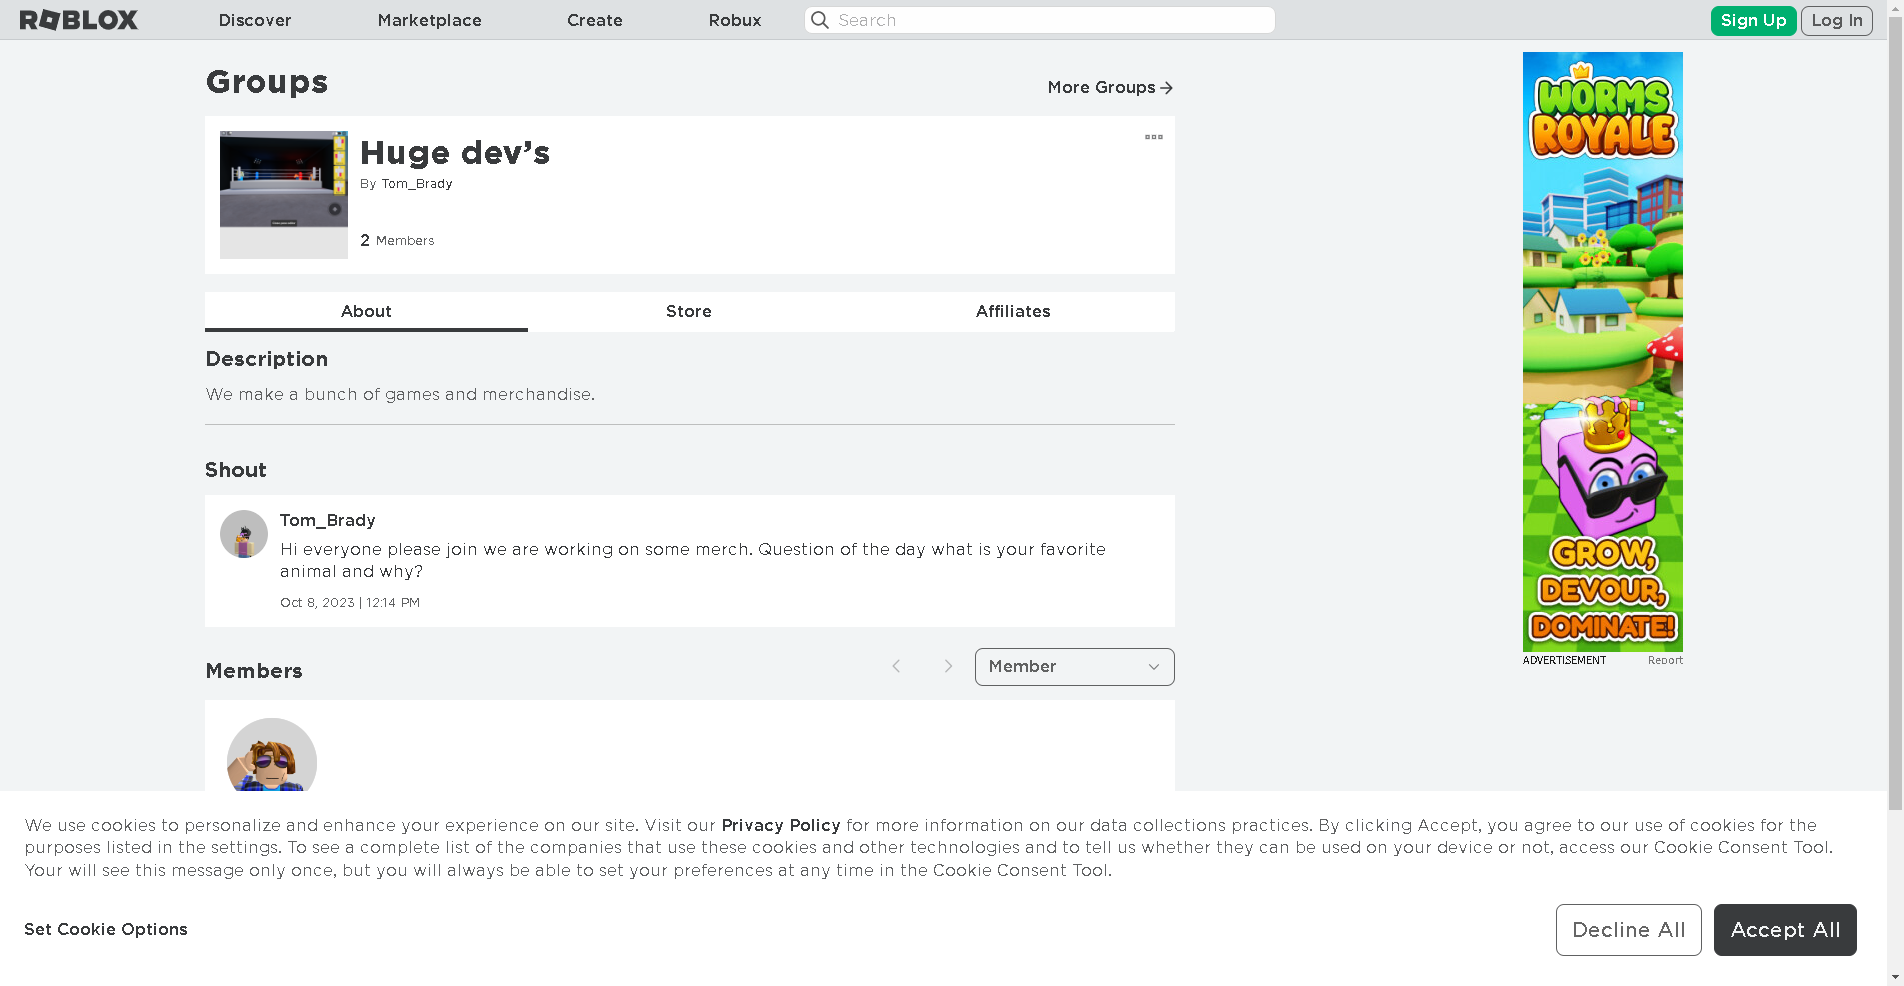 ROBLOX Discover Marketplace Create Robux Search Sign Up Log In
Groups
More Groups
Huge dev's
By Tom_Brady
2 Members
About Store Affiliates
Description
We make a bunch of games and merchandise.
Shout
Tom_Brady
Hi everyone please join we are working on some merch. Question of the day what is your favorite
animal and why?
Oct 8, 2023 | 12:14 PM
Members
Member
WORMS
ROYALE
GROW,
DEVOUR,
DOMINATE!
ADVERTISEMENT Report
We use cookies to personalize and enhance your experience on our site. Visit our Privacy Policy for more information on our data collections practices. By clicking Accept, you agree to our use of cookies for the
purposes listed in the settings. To see a complete list of the companies that use these cookies and other technologies and to tell us whether they can be used on your device or not, access our Cookie Consent Tool.
Your will see this message only once, but you will always be able to set your preferences at any time in the Cookie Consent Tool.
Set Cookie Options
Decline All Accept All